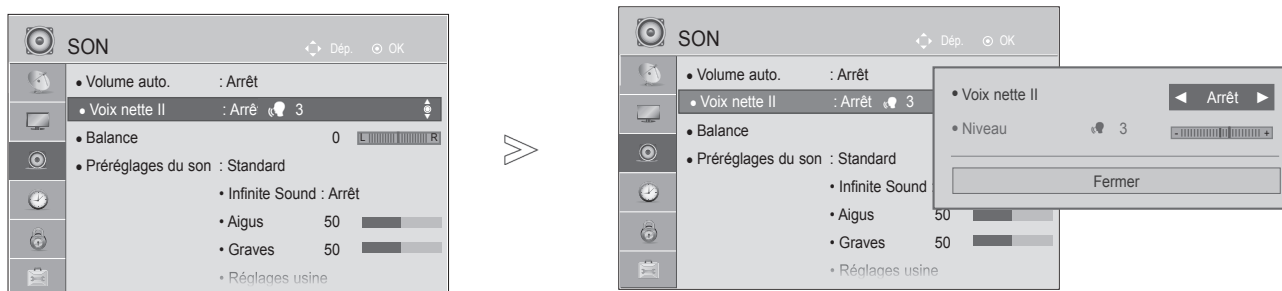 SON
Dép. OK
• Volume auto. : Arrêt
• Voix nette II : Arrê 3
• Balance 0 L R
• Préréglages du son : Standard
• Infinite Sound : Arrêt
• Aigus 50
• Graves 50
• Réglages usine
SON
Dép. OK
• Volume auto. : Arrêt
• Voix nette II : Arrêt 3
• Balance
• Préréglages du son : Standard
• Infinite Sound
• Aigus 50
• Graves 50
• Réglages usine
• Voix nette II ◄ Arrêt ►
• Niveau 3 - +
Fermer